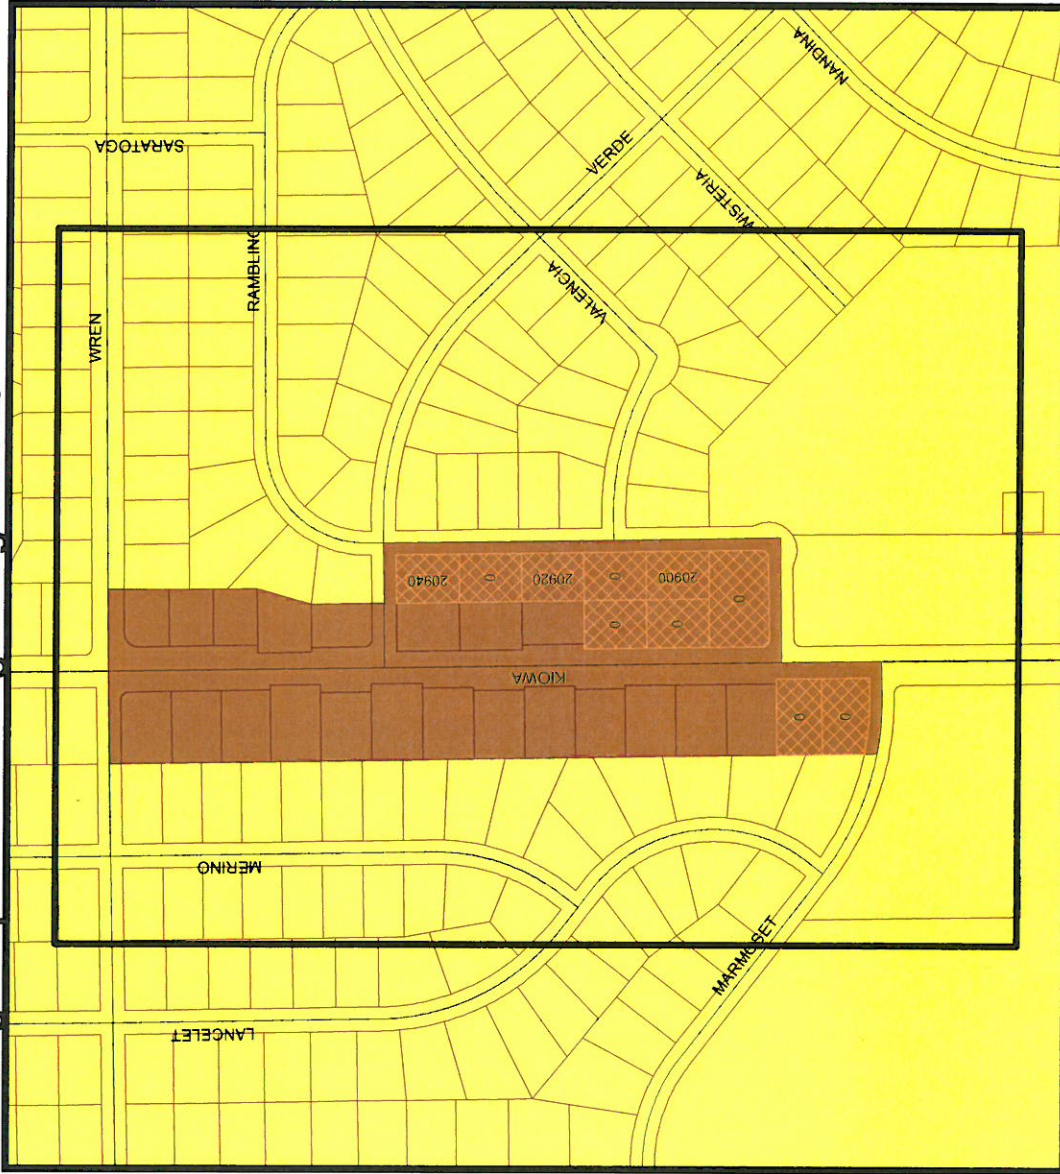 SARATOGA
NANDINA
VERDE
RAMBLING
WISTERIA
WREN
VALENCIA
20940
0
20920
0
20900
0
0
0
KIOWA
0
0
MERINO
MARMOSET
LANCELET